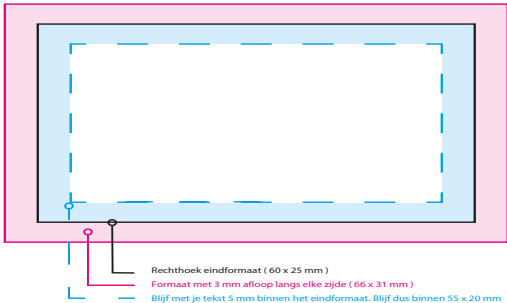 Rechthoek eindformaat ( 60 x 25 mm )
Formaat met 3 mm afloop langs elke zijde ( 66 x 31 mm )
Blijf met je tekst 5 mm binnen het eindformaat. Blijf dus binnen 55 x 20 mm